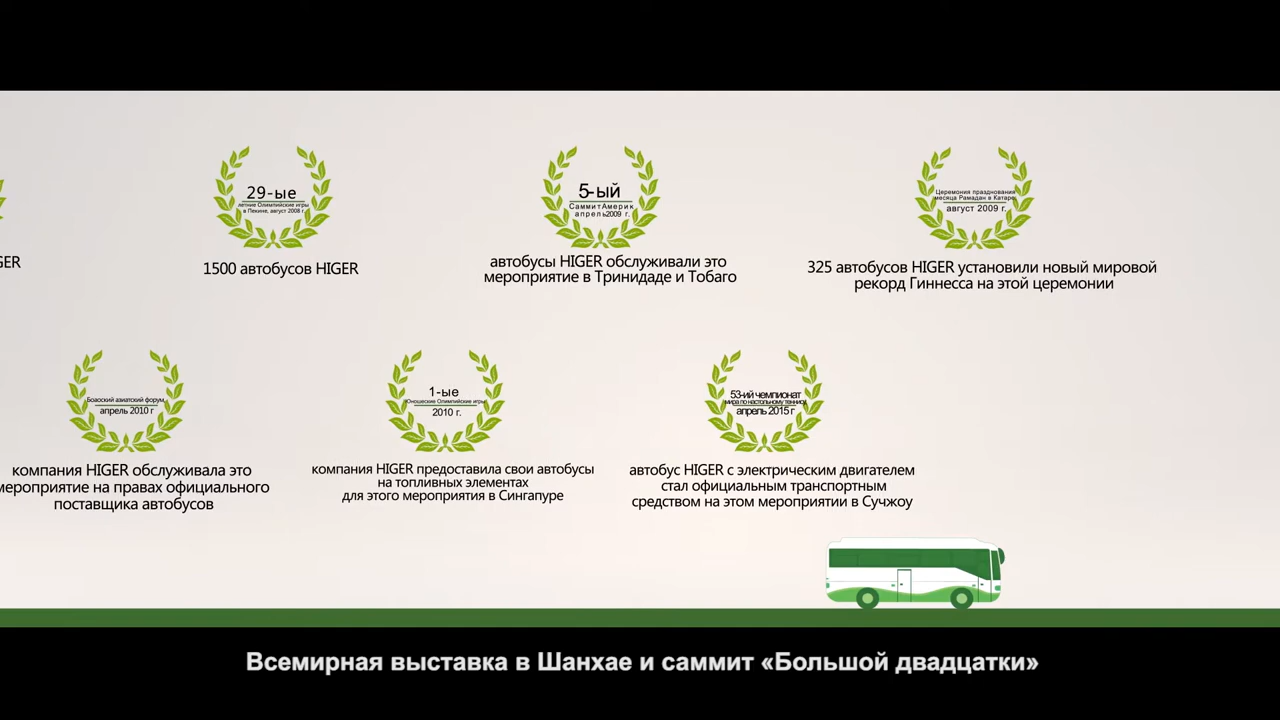 GER
29-ые
летние Олимпийские игры
в Пекине, август 2008 г.
1500 автобусов HIGER
5-ый
Саммит Америк
апрель2009 г.
автобусы HIGER обслуживали это
мероприятие в Тринидаде и Тобаго
Церемония празднования
месяца Рамадан в Катаре,
август 2009 г.
325 автобусов HIGER установили новый мировой
рекорд Гиннесса на этой церемонии
Боаоский азиатский форум,
апрель 2010 г
компания HIGER обслуживала это
мероприятие на правах официального
поставщика автобусов
1-ые
Юношеские Олимпийские игры
2010 г.
компания HIGER предоставила свои автобусы
на топливных элементах
для этого мероприятия в Сингапуре
53-ий чемпионат
мира по настольному теннису
апрель 2015 г
автобус HIGER с электрическим двигателем
стал официальным транспортным
средством на этом мероприятии в Сучжоу
Всемирная выставка в Шанхае и саммит «Большой двадцатки»